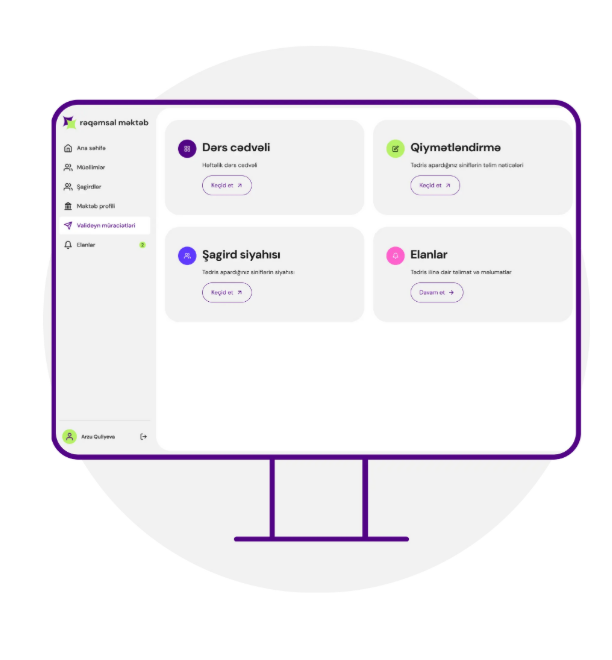 rəqəmsal məktəb
Ana səhifə
Müəllimlər
Şagirdlər
Məktəb profili
Valideyn müraciətləri
Elanlar 2
Arzu Quliyeva
Dərs cədvəli
Həftəlik dərs cədvəli
Keçid et
Qiymətləndirmə
Tədris apardığınız siniflərin təlim nəticələri
Keçid et
Şagird siyahısı
Tədris apardığınız siniflərin siyahısı
Keçid et
Elanlar
Tədris ilinə dair təlimat və məlumatlar
Davam et